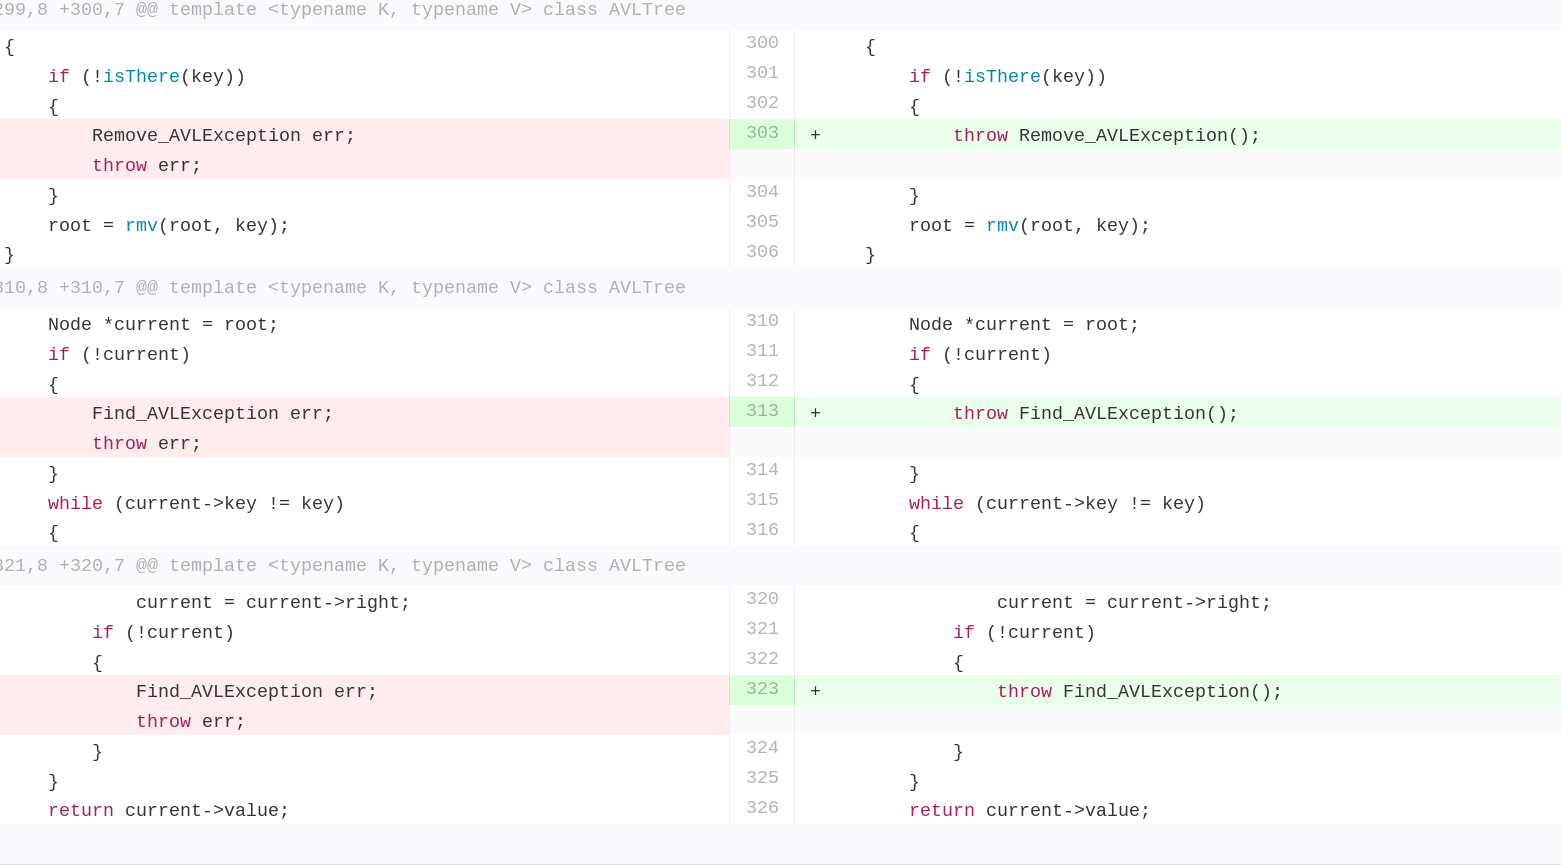 299,8 +300,7 @@ template <typename K, typename V> class AVLTree
{ 300 {
if (!isThere(key)) 301 if (!isThere(key))
{ 302 {
Remove_AVLException err; 303 + throw Remove_AVLException();
throw err;
} 304 }
root = rmv(root, key); 305 root = rmv(root, key);
} 306 }
310,8 +310,7 @@ template <typename K, typename V> class AVLTree
Node *current = root; 310 Node *current = root;
if (!current) 311 if (!current)
{ 312 {
Find_AVLException err; 313 + throw Find_AVLException();
throw err;
} 314 }
while (current->key != key) 315 while (current->key != key)
{ 316 {
321,8 +320,7 @@ template <typename K, typename V> class AVLTree
current = current->right; 320 current = current->right;
if (!current) 321 if (!current)
{ 322 {
Find_AVLException err; 323 + throw Find_AVLException();
throw err;
} 324 }
} 325 }
return current->value; 326 return current->value;